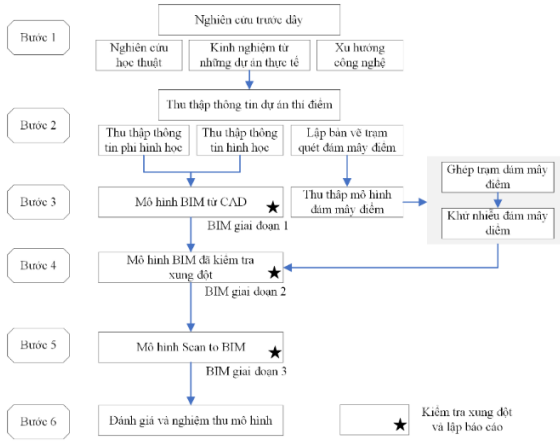 Nghiên cứu trước dây
Bước 1
Nghiên cứu
học thuật
Kinh nghiệm từ
những dự án thực tế
Xu hướng
công nghệ
Thu thập thông tin dự án thí điểm
Bước 2
Thu thập thông
tin phi hình học
Thu thập thông
tin hình học
Lập bản vẽ trạm
quét đám mây điểm
Ghép trạm đám mây
điểm
Bước 3
Mô hình BIM từ CAD
Thu thập mô hình
đám mây điểm
Khử nhiễu đám mây
điểm
BIM giai đoạn 1
Bước 4
Mô hình BIM đã kiểm tra
xung đột
BIM giai đoạn 2
Bước 5
Mô hình Scan to BIM
BIM giai đoạn 3
Bước 6
Đánh giá và nghiệm thu mô hình
Kiểm tra xung đột
và lập báo cáo